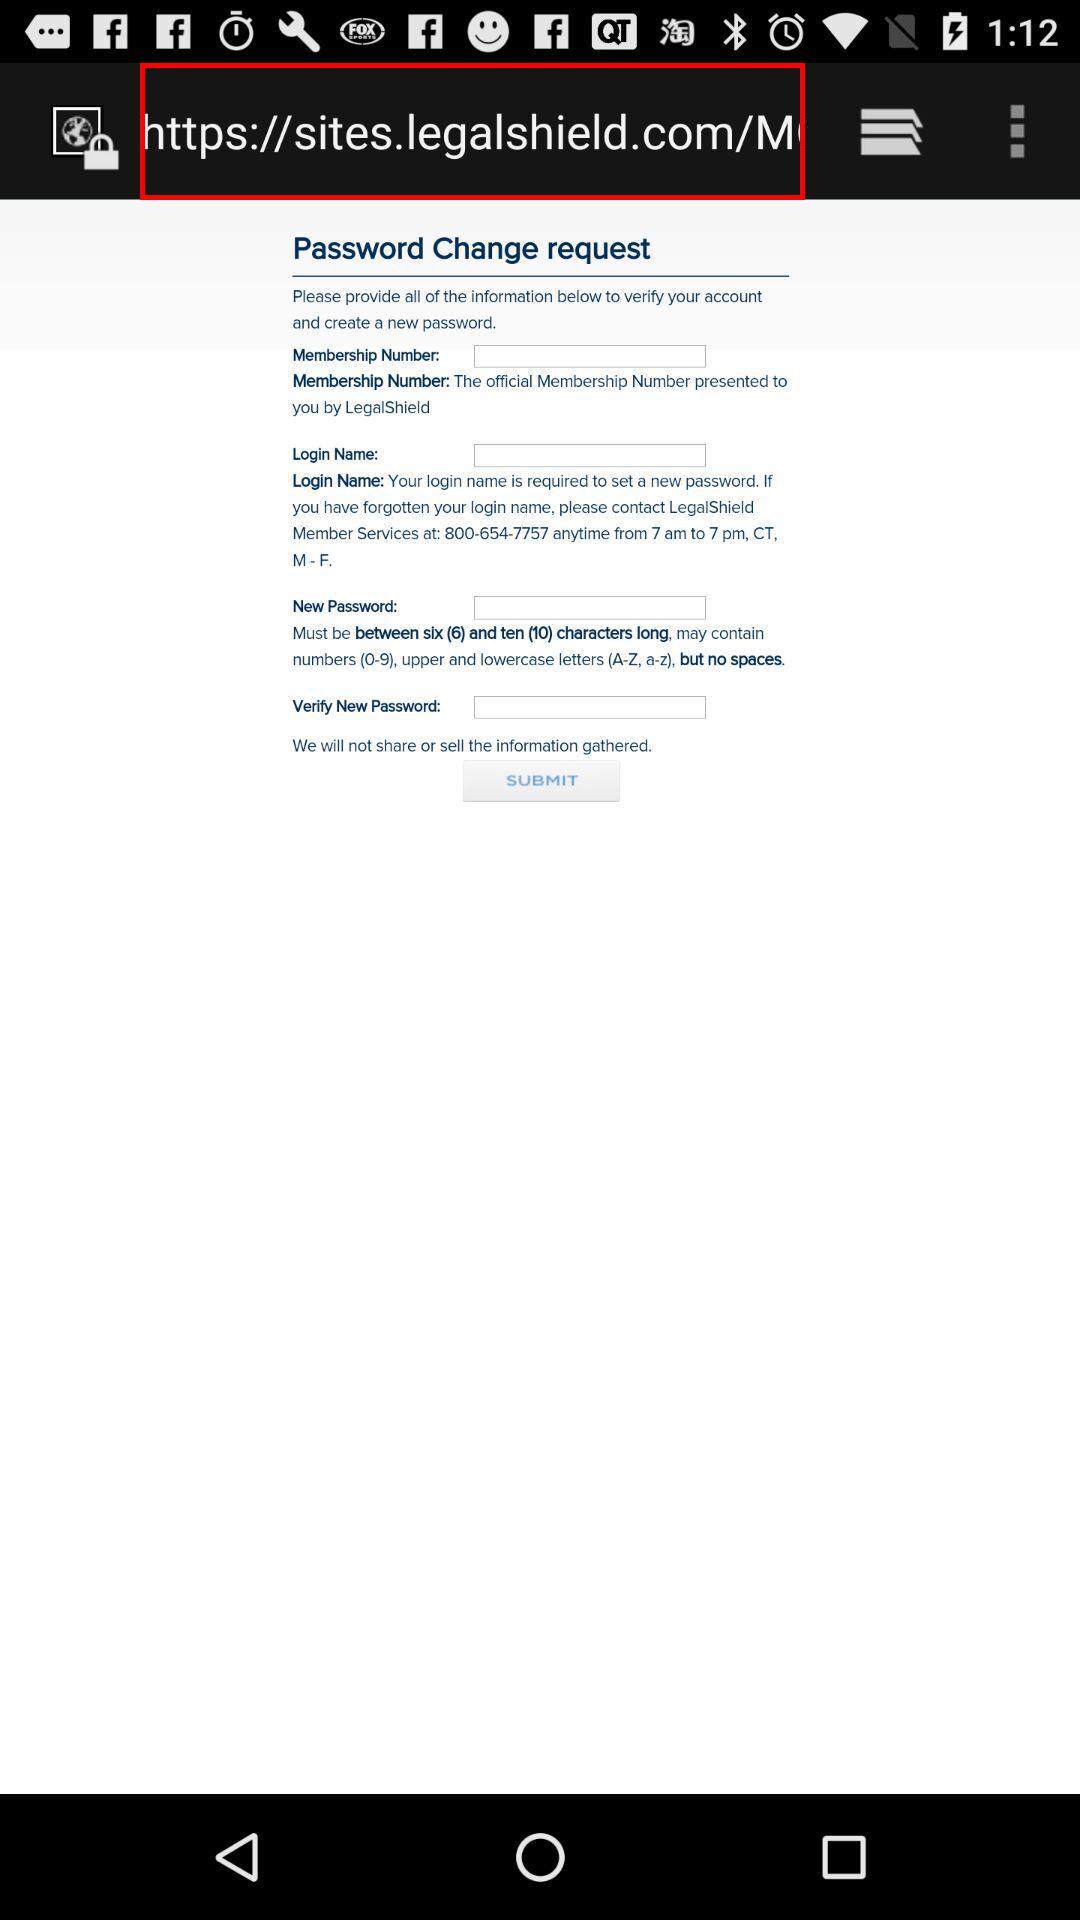 FOX
SPORTS
QT
淘
1:12
https://sites.legalshield.com/M
Password Change request
Please provide all of the information below to verify your account
and create a new password.
Membership Number:
Membership Number: The official Membership Number presented to
you by LegalShield
Login Name:
Login Name: Your login name is required to set a new password. If
you have forgotten your login name, please contact LegalShield
Member Services at: 800-654-7757 anytime from 7 am to 7 pm, CT,
M - F.
New Password:
Must be between six (6) and ten (10) characters long, may contain
numbers (0-9), upper and lowercase letters (A-Z, a-z), but no spaces.
Verify New Password:
We will not share or sell the information gathered.
SUBMIT